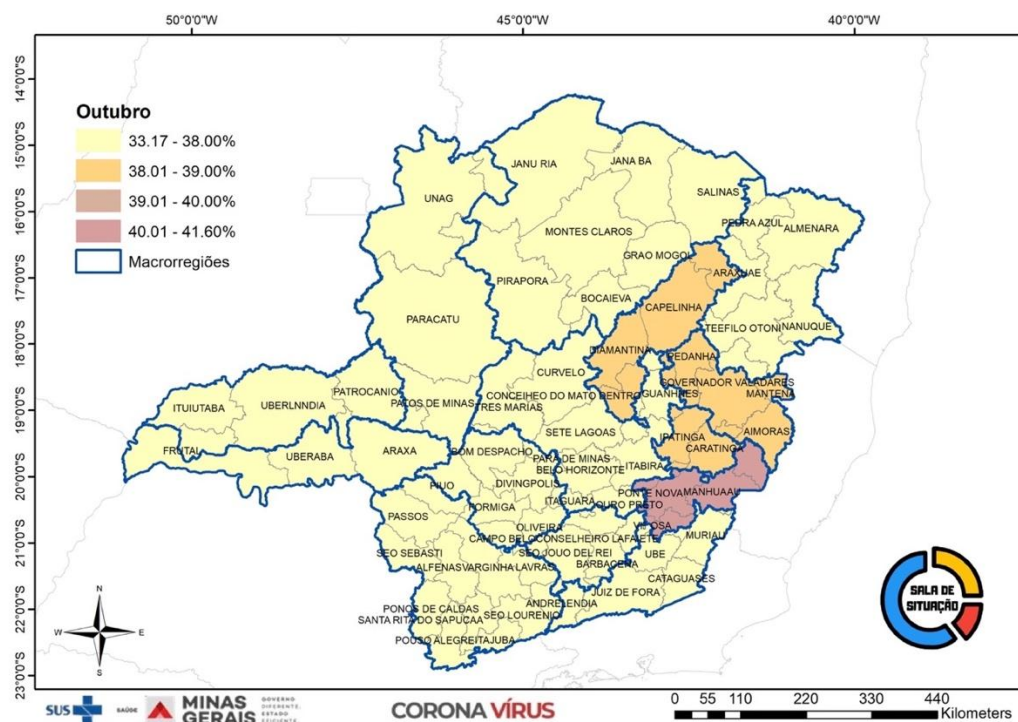 50°0'0"W 45°0'0"W 40°0'0"W
14°0'0"S
15°0'0"S
16°0'0"S
17°0'0"S
18°0'0"S
19°0'0"S
20°0'0"S
21°0'0"S
22°0'0"S
23°0'0"S
Outubro
33.17 - 38.00%
38.01 - 39.00%
39.01 - 40.00%
40.01 - 41.60%
Macrorregiões
JANU RIA
JANA BA
UNAG
SALINAS
PEDRA AZUL
ALMENARA
MONTES CLAROS
GRAO MOGOL
ARAXUAE
PIRAPORA
BOCAIEVA
CAPELINHA
PARACATU
TEEFILO OTONI
NANUQUE
DIAMANTINA
PEDANHA
CURVELO
PATROCANIO
GOVERNADOR VALADARES
CONCEIHEO DO MATO DENTRO
GUANHNES
MANTENA
ITUIUTABA
UBERLNNDIA
PATOS DE MINAS
TRES MARIAS
SETE LAGOAS
IPATINGA
AIMORAS
FRUTAL
UBERABA
ARAXA
BOM DESPACHO
PARA DE MINAS
CARATINGA
BELO HORIZONTE
ITABIRA
PIUO
DIVINGPOLIS
PONTE NOVA
MANHUAAU
FORMIGA
ITAGUARA
OURO PRETO
PASSOS
OLIVEIRA
VI OSA
CAMPO BELO
CONSELHEIRO LAFAIETE
MURIAU
SEO SEBASTI
SEO JOUO DEL REI
UBE
ALFENAS
VARGINHA
LAVRAS
BARBACENA
CATAGUASES
JUIZ DE FORA
PONOS DE CALDAS
ANDRELENDIA
SANTA RITA DO SAPUCAA
SEO LOURENIO
POUSO ALEGRE
ITAJUBA
N
W E
S
SALA DE
SITUAÇÃO
SUS
SAÚDE
MINAS
GERAIS
GOVERNO
DIFERENTE.
ESTADO
EFICIENTE.
CORONA VÍRUS
0 55 110 220 330 440
Kilometers